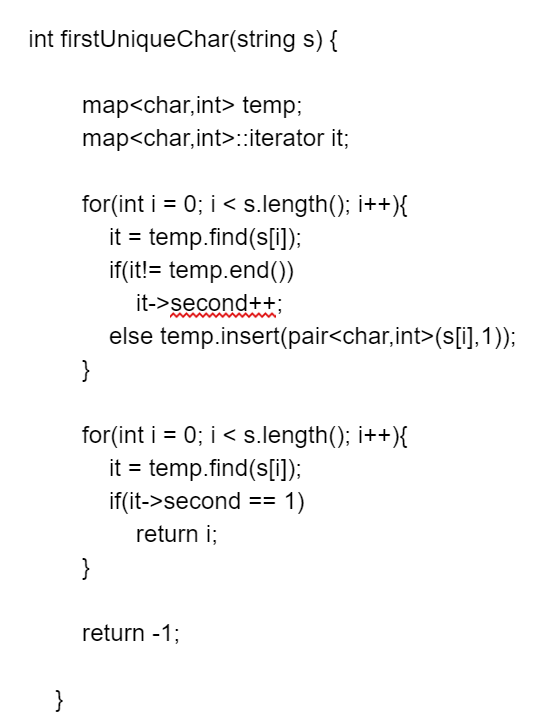 int firstUniqueChar(string s) {
map<char,int> temp;
map<char,int>::iterator it;
for(int i = 0; i < s.length(); i++){
it = temp.find(s[i]);
if(it!= temp.end())
it->second++;
else temp.insert(pair<char,int>(s[i],1));
}
for(int i = 0; i < s.length(); i++){
it = temp.find(s[i]);
if(it->second == 1)
return i;
}
return -1;
}